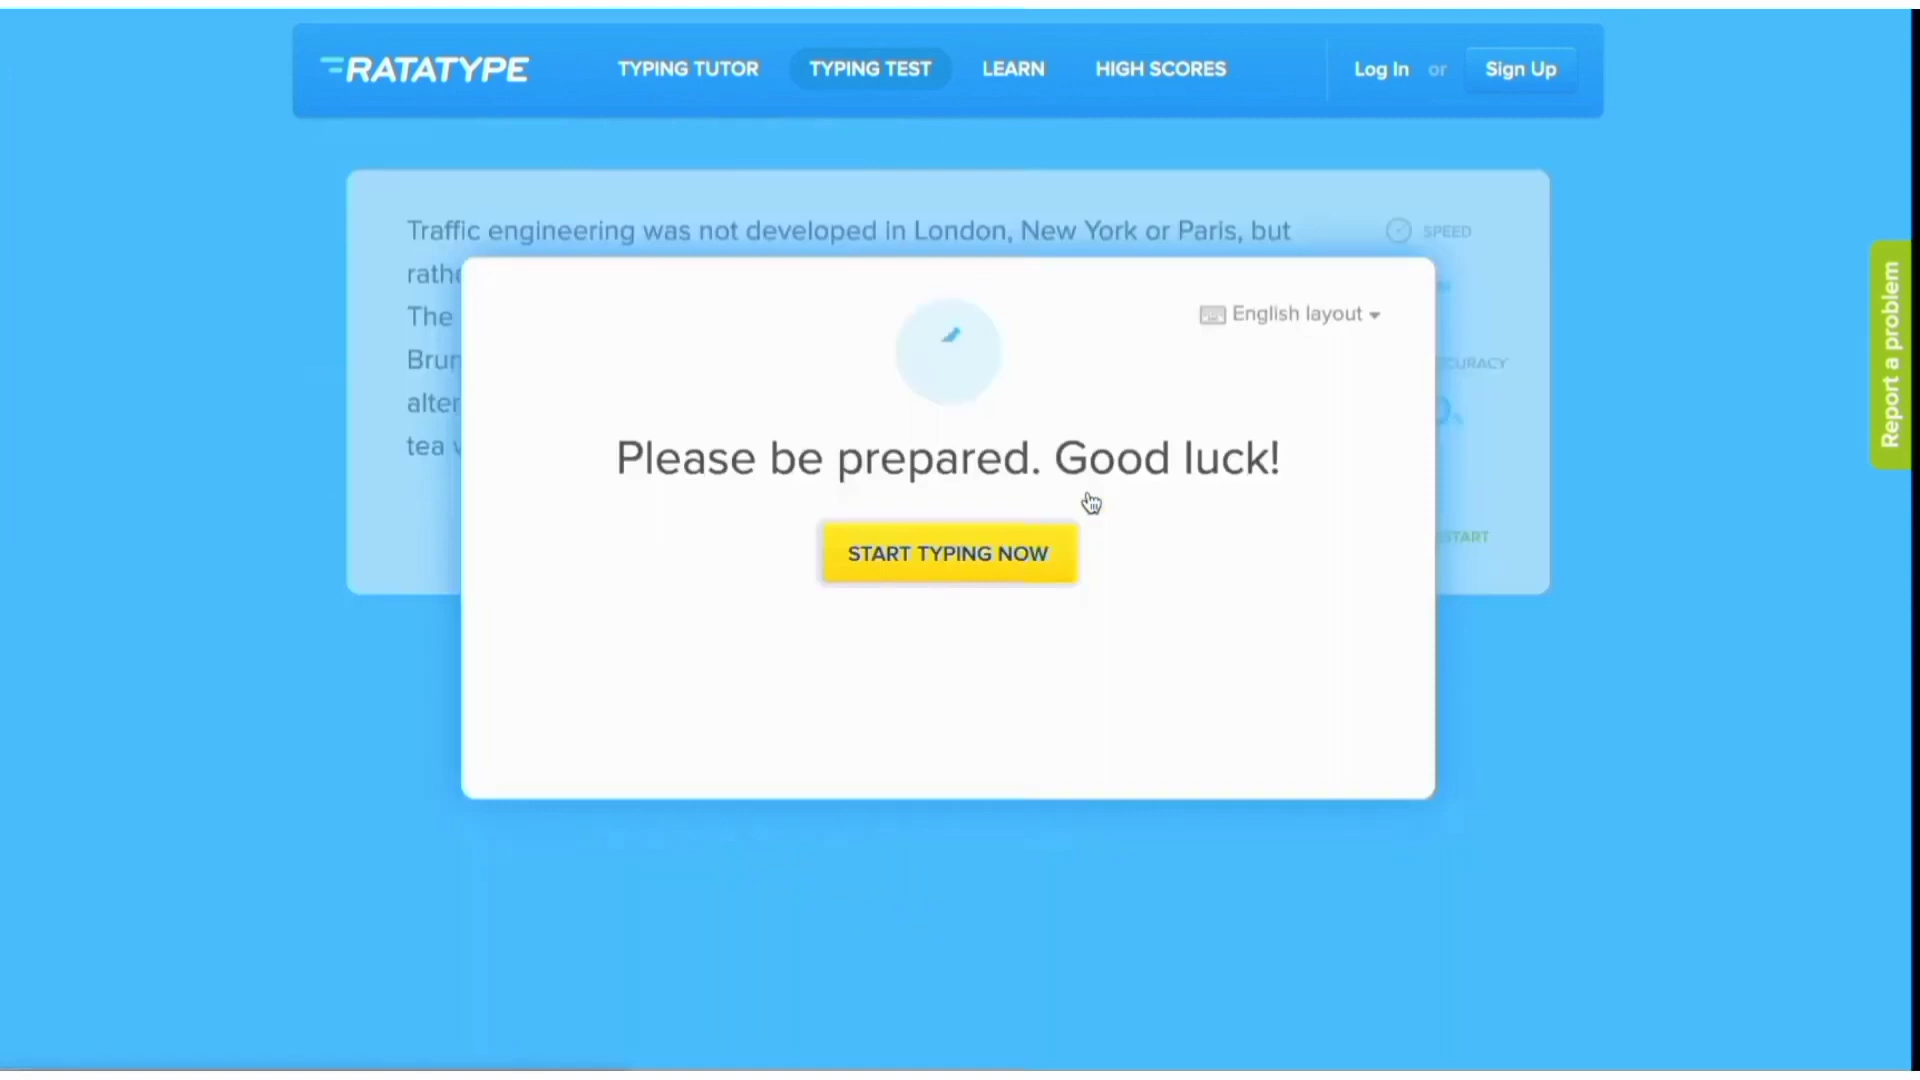 RATATYPE TYPING TUTOR TYPING TEST LEARN HIGH SCORES Log In or Sign Up
Traffic engineering was not developed in London, New York or Paris, but
SPEED
The
tea
English layout
Please be prepared. Good luck!
START TYPING NOW
Report a problem